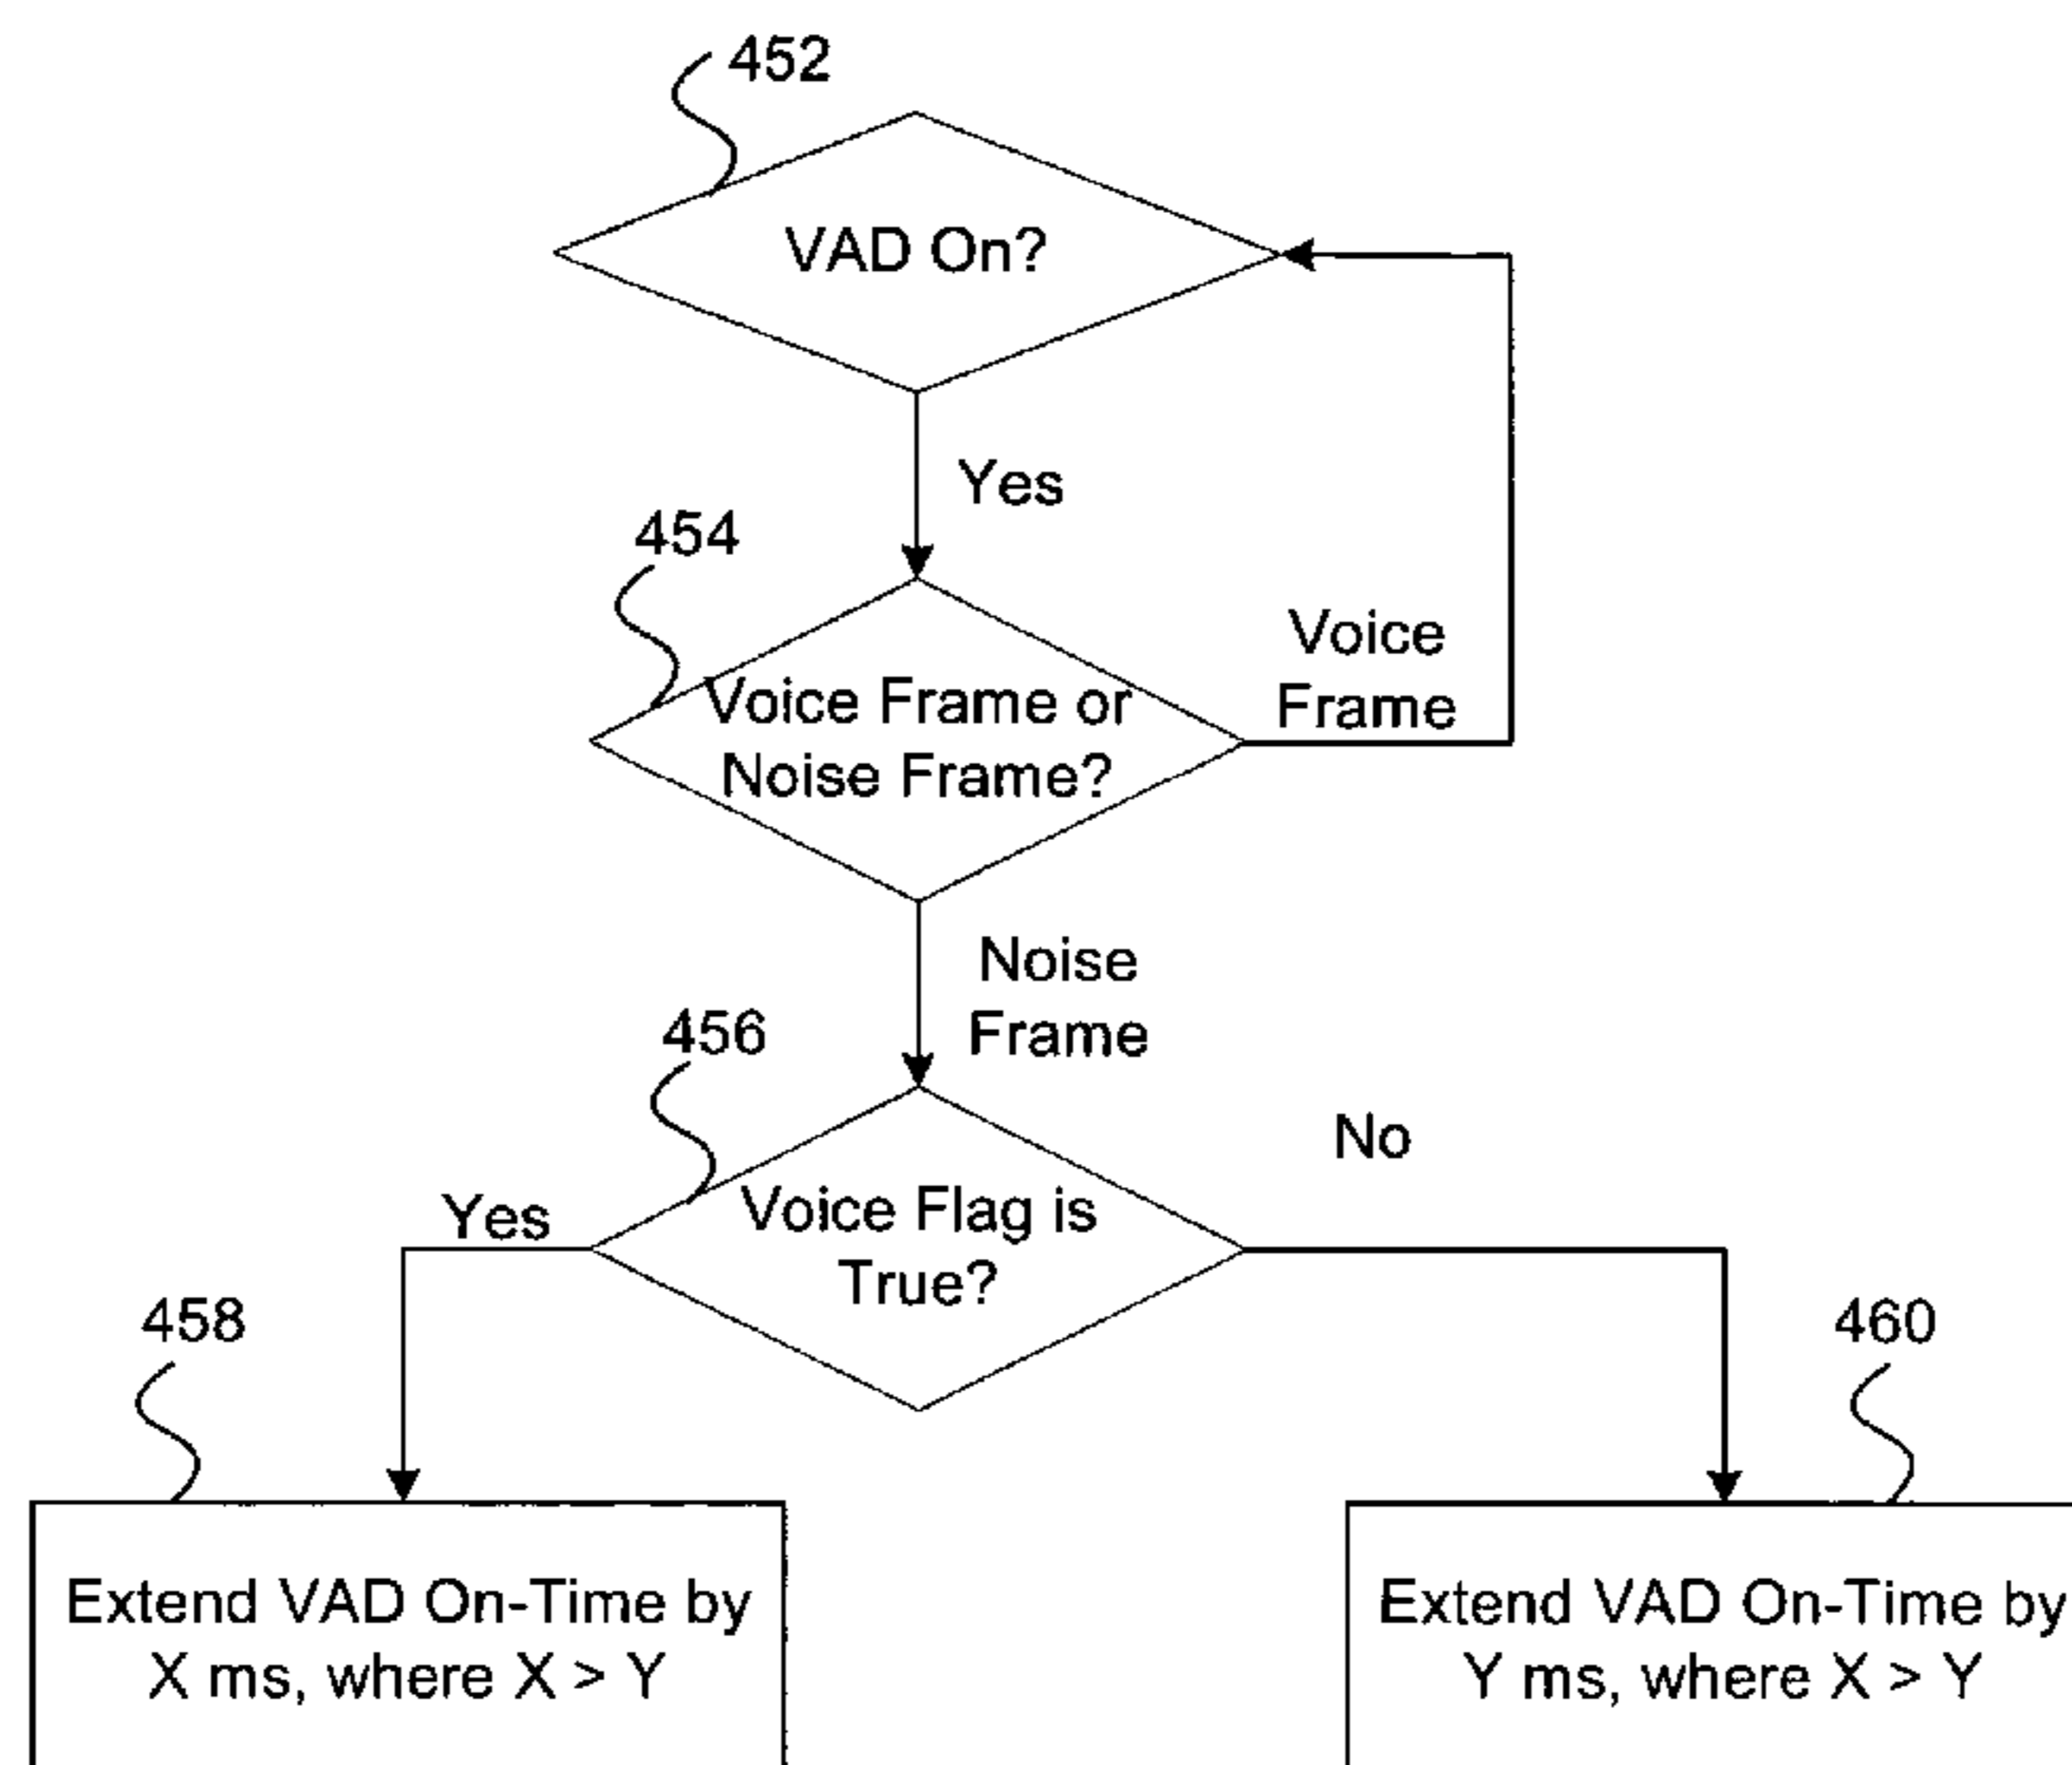 452
VAD On?
Yes
454
Voice Frame or
Noise Frame?
Voice
Frame
Noise
Frame
456
Voice Flag is
True?
Yes
No
458
460
Extend VAD On-Time by
X ms, where X > Y
Extend VAD On-Time by
Y ms, where X > Y